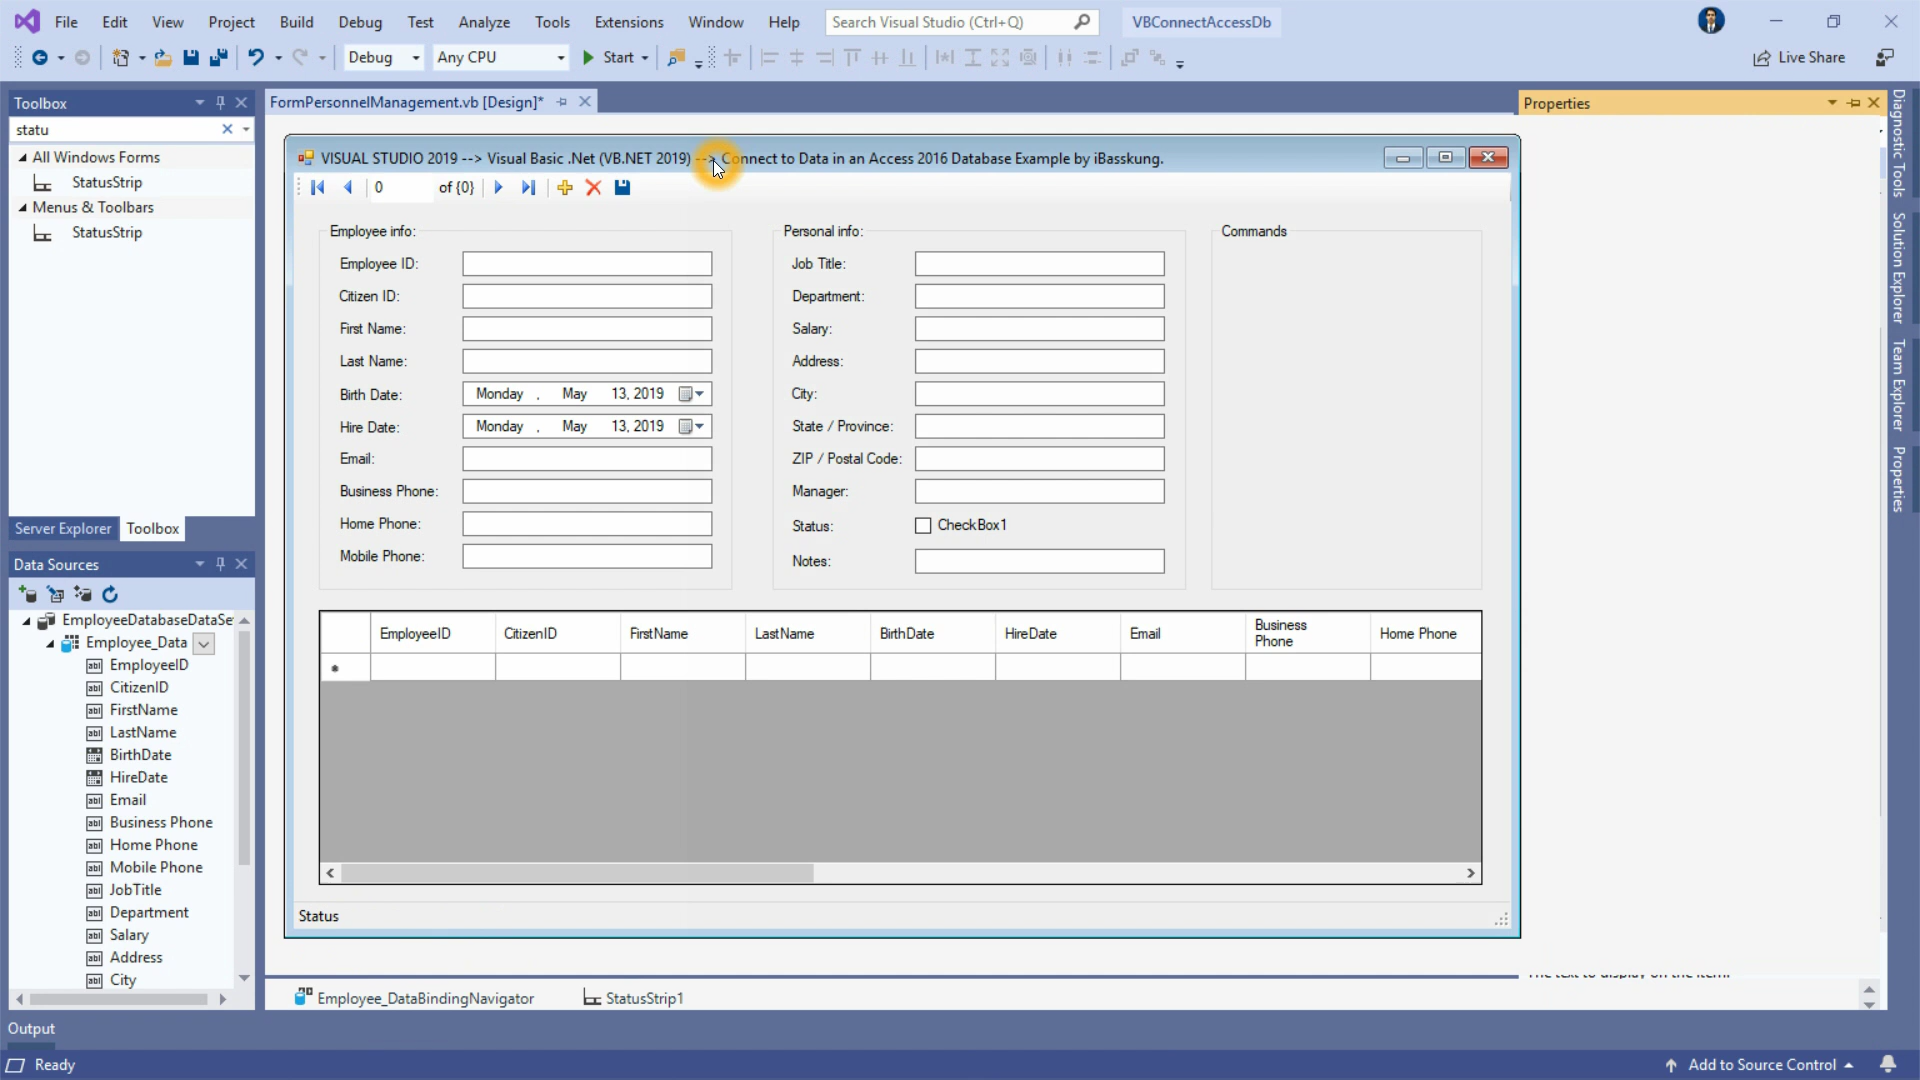 File Edit View Project Build Debug Test Analyze Tools Extensions Window Help Search Visual Studio (Ctrl+Q) VBConnectAccessDb
Debug Any CPU Start Live Share
Toolbox
statu
All Windows Forms
StatusStrip
Menus & Toolbars
StatusStrip
Server Explorer Toolbox
Data Sources
EmployeeDatabaseDataSe
Employee_Data
EmployeeID
CitizenID
FirstName
LastName
BirthDate
HireDate
Email
Business Phone
Home Phone
Mobile Phone
JobTitle
Department
Salary
Address
City
FormPersonnelManagement.vb [Design]*
VISUAL STUDIO 2019 --> Visual Basic .Net (VB.NET 2019) --> Connect to Data in an Access 2016 Database Example by iBasskung.
0 of {0}
Employee info:
Employee ID:
Citizen ID:
First Name:
Last Name:
Birth Date: Monday , May 13, 2019
Hire Date: Monday , May 13, 2019
Email:
Business Phone:
Home Phone:
Mobile Phone:
Personal info:
Job Title:
Department:
Salary:
Address:
City:
State / Province:
ZIP / Postal Code:
Manager:
Status: CheckBox1
Notes:
Commands
EmployeeID CitizenID FirstName LastName BirthDate HireDate Email Business Phone Home Phone
Status
Employee_DataBindingNavigator StatusStrip1
Properties
Diagnostic Tools
Solution Explorer
Team Explorer
Properties
Output
Ready Add to Source Control